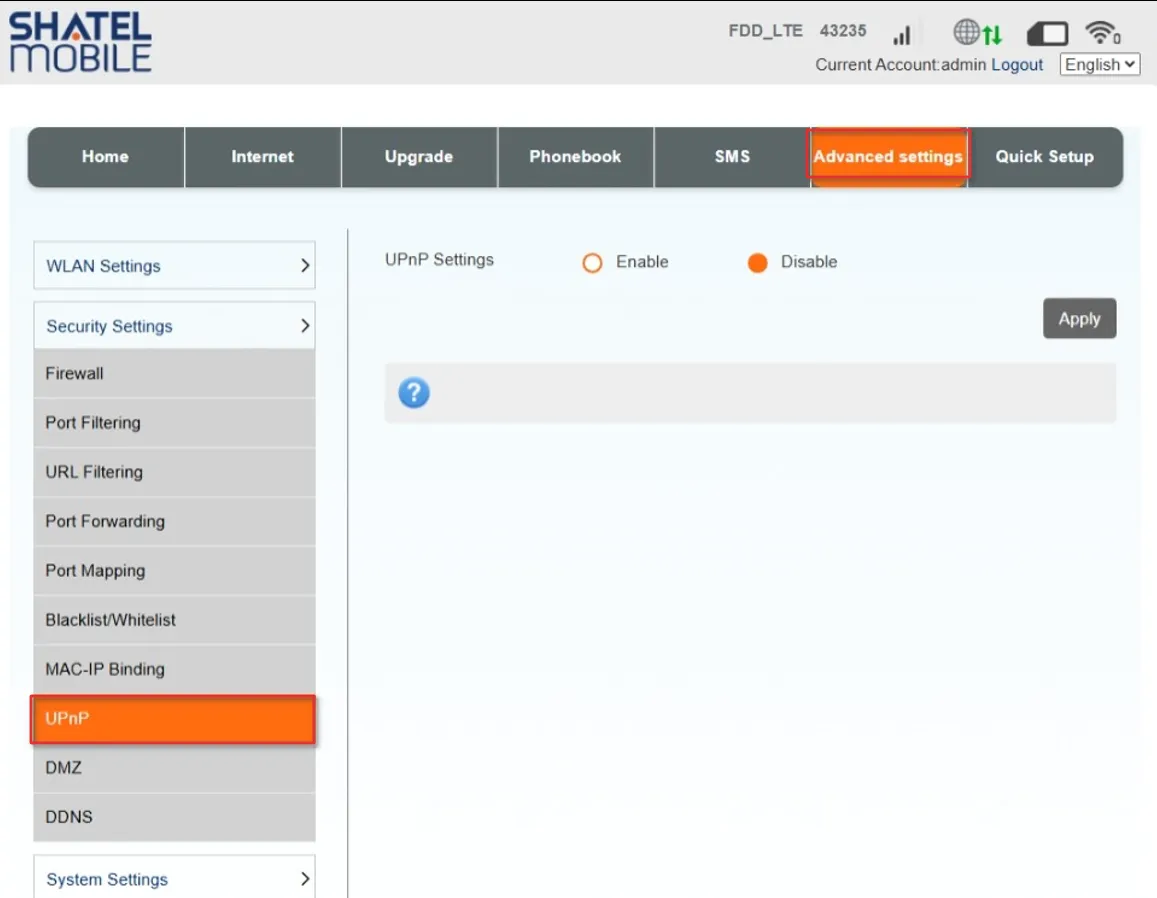 SHATEL
MOBILE
FDD_LTE 43235
0
Current Account:admin Logout English
Home Internet Upgrade Phonebook SMS Advanced settings Quick Setup
WLAN Settings
Security Settings
Firewall
Port Filtering
URL Filtering
Port Forwarding
Port Mapping
Blacklist/Whitelist
MAC-IP Binding
UPnP
DMZ
DDNS
System Settings
UPnP Settings Enable Disable
Apply
?